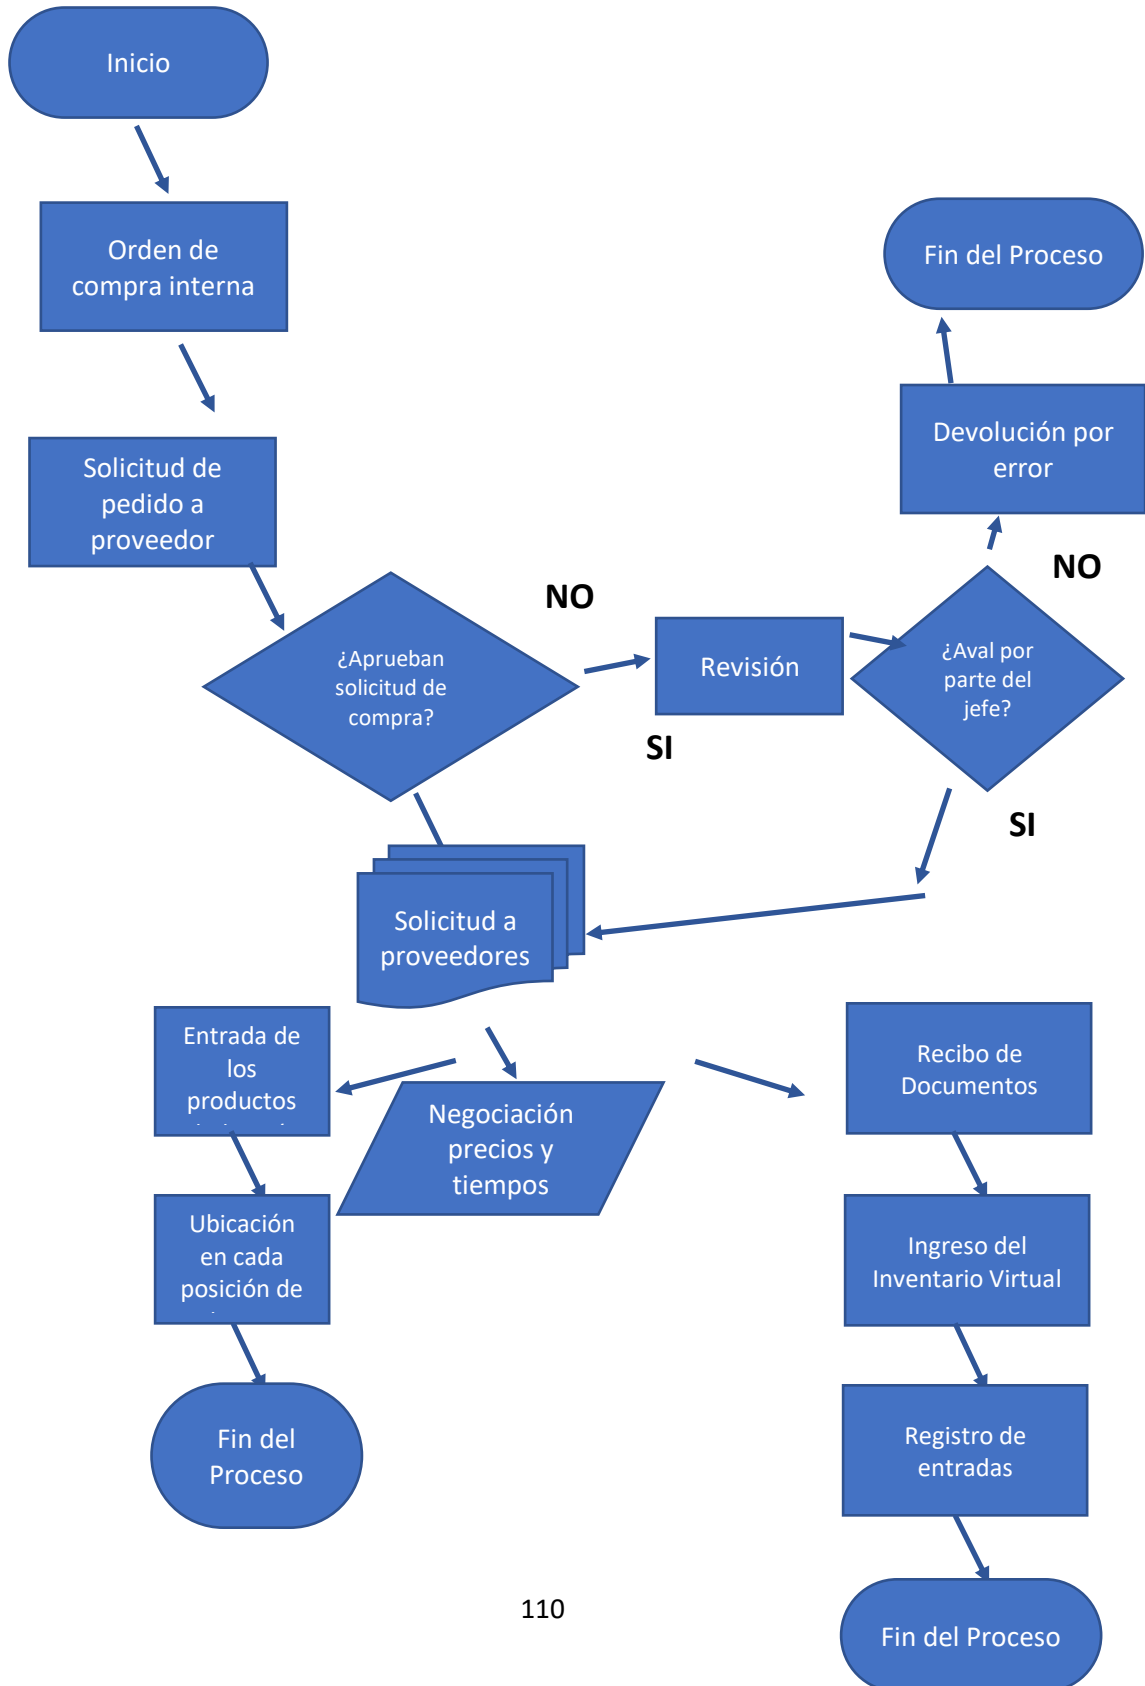 Inicio
Orden de
compra interna
Fin del Proceso
Devolución por
error
Solicitud de
pedido a
proveedor
NO
NO
¿Aprueban
solicitud de
compra?
Revisión
¿Aval por
parte del
jefe?
SI
SI
Solicitud a
proveedores
Entrada de
los
productos
Negociación
precios y
tiempos
Recibo de
Documentos
Ubicación
en cada
posición de
Ingreso del
Inventario Virtual
Fin del
Proceso
Registro de
entradas
110
Fin del Proceso